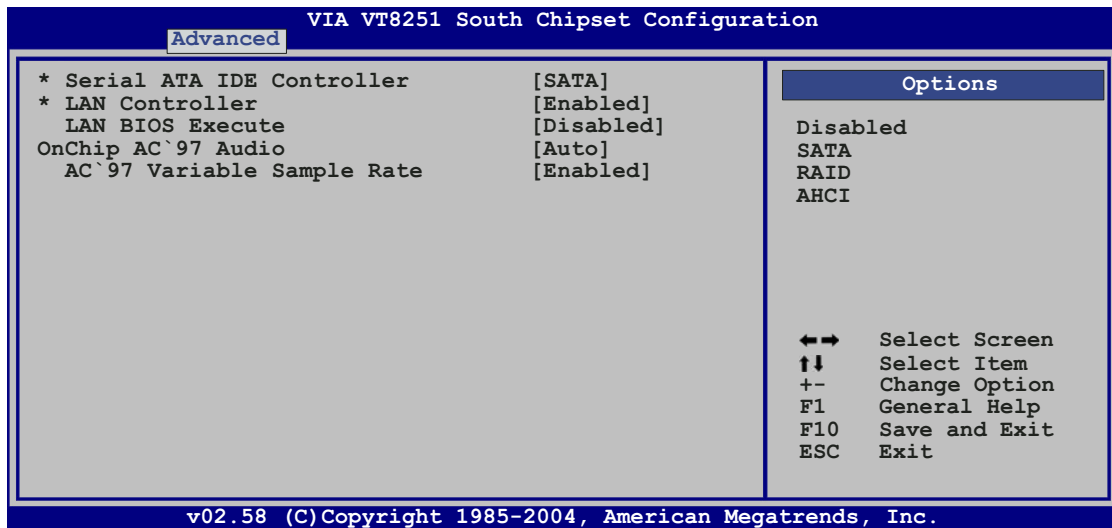 VIA VT8251 South Chipset Configuration
Advanced
* Serial ATA IDE Controller [SATA]
* LAN Controller [Enabled]
LAN BIOS Execute [Disabled]
OnChip AC`97 Audio [Auto]
AC`97 Variable Sample Rate [Enabled]
Options
Disabled
SATA
RAID
AHCI
←→ Select Screen
↑↓ Select Item
+- Change Option
F1 General Help
F10 Save and Exit
ESC Exit
v02.58 (C)Copyright 1985-2004, American Megatrends, Inc.